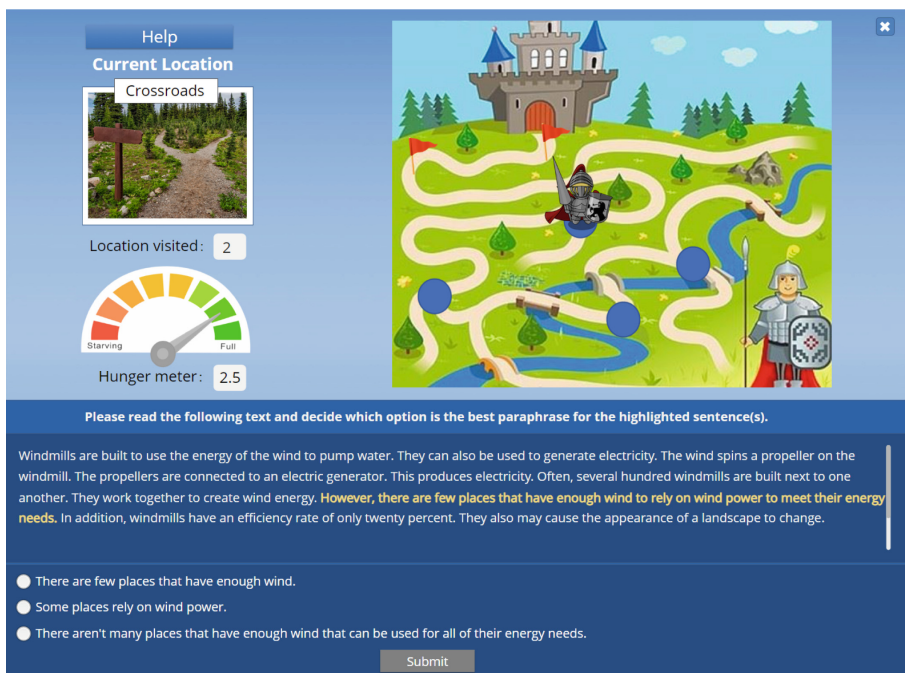 Help
Current Location
Crossroads
Location visited: 2
Starving
Full
Hunger meter: 2.5
Please read the following text and decide which option is the best paraphrase for the highlighted sentence(s).
Windmills are built to use the energy of the wind to pump water. They can also be used to generate electricity. The wind spins a propeller on the
windmill. The propellers are connected to an electric generator. This produces electricity. Often, several hundred windmills are built next to one
another. They work together to create wind energy. However, there are few places that have enough wind to rely on wind power to meet their energy
needs. In addition, windmills have an efficiency rate of only twenty percent. They also may cause the appearance of a landscape to change.
There are few places that have enough wind.
Some places rely on wind power.
There aren't many places that have enough wind that can be used for all of their energy needs.
Submit